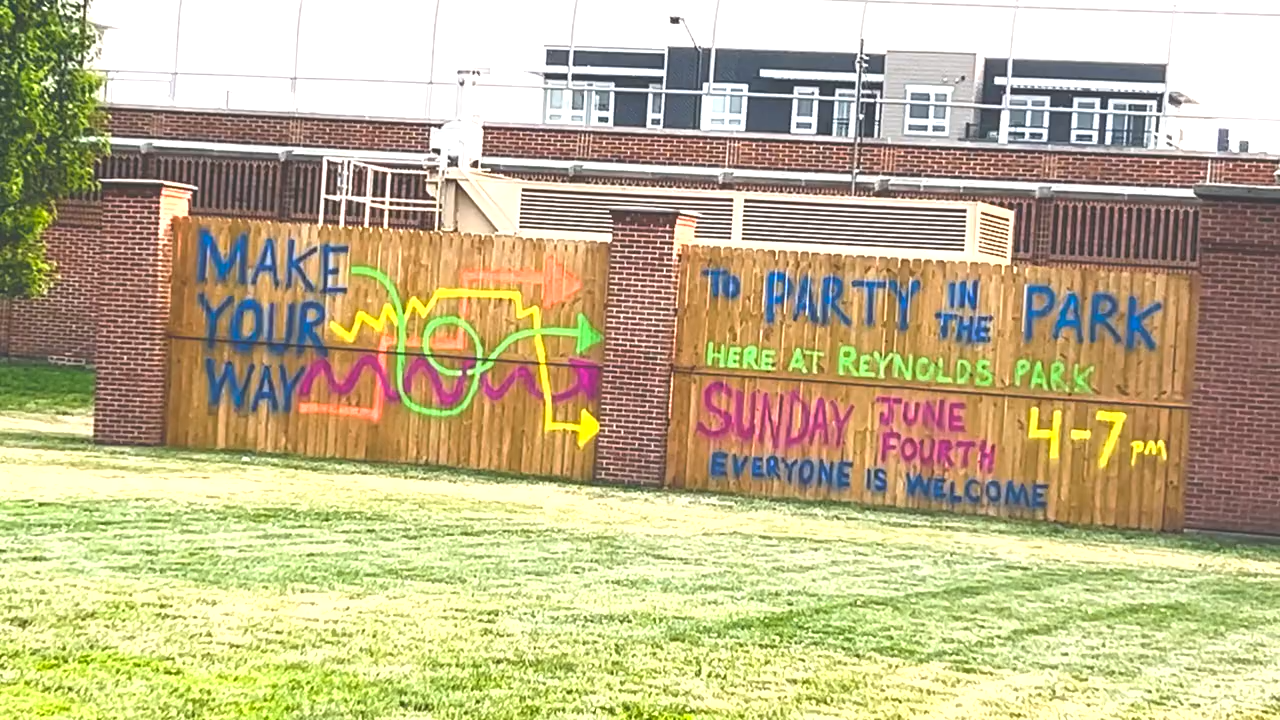 MAKE
YOUR
WAY
TO PARTY IN THE PARK
HERE AT REYNOLDS PARK
SUNDAY JUNE FOURTH 4-7 PM
EVERYONE IS WELCOME